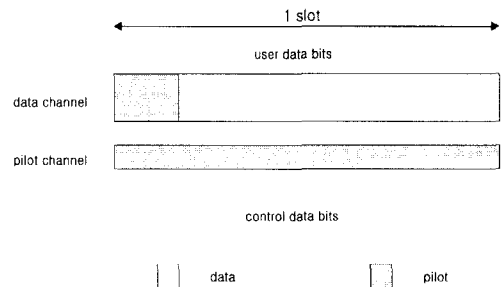 1 slot
user data bits
data channel
pilot channel
control data bits
data
pilot